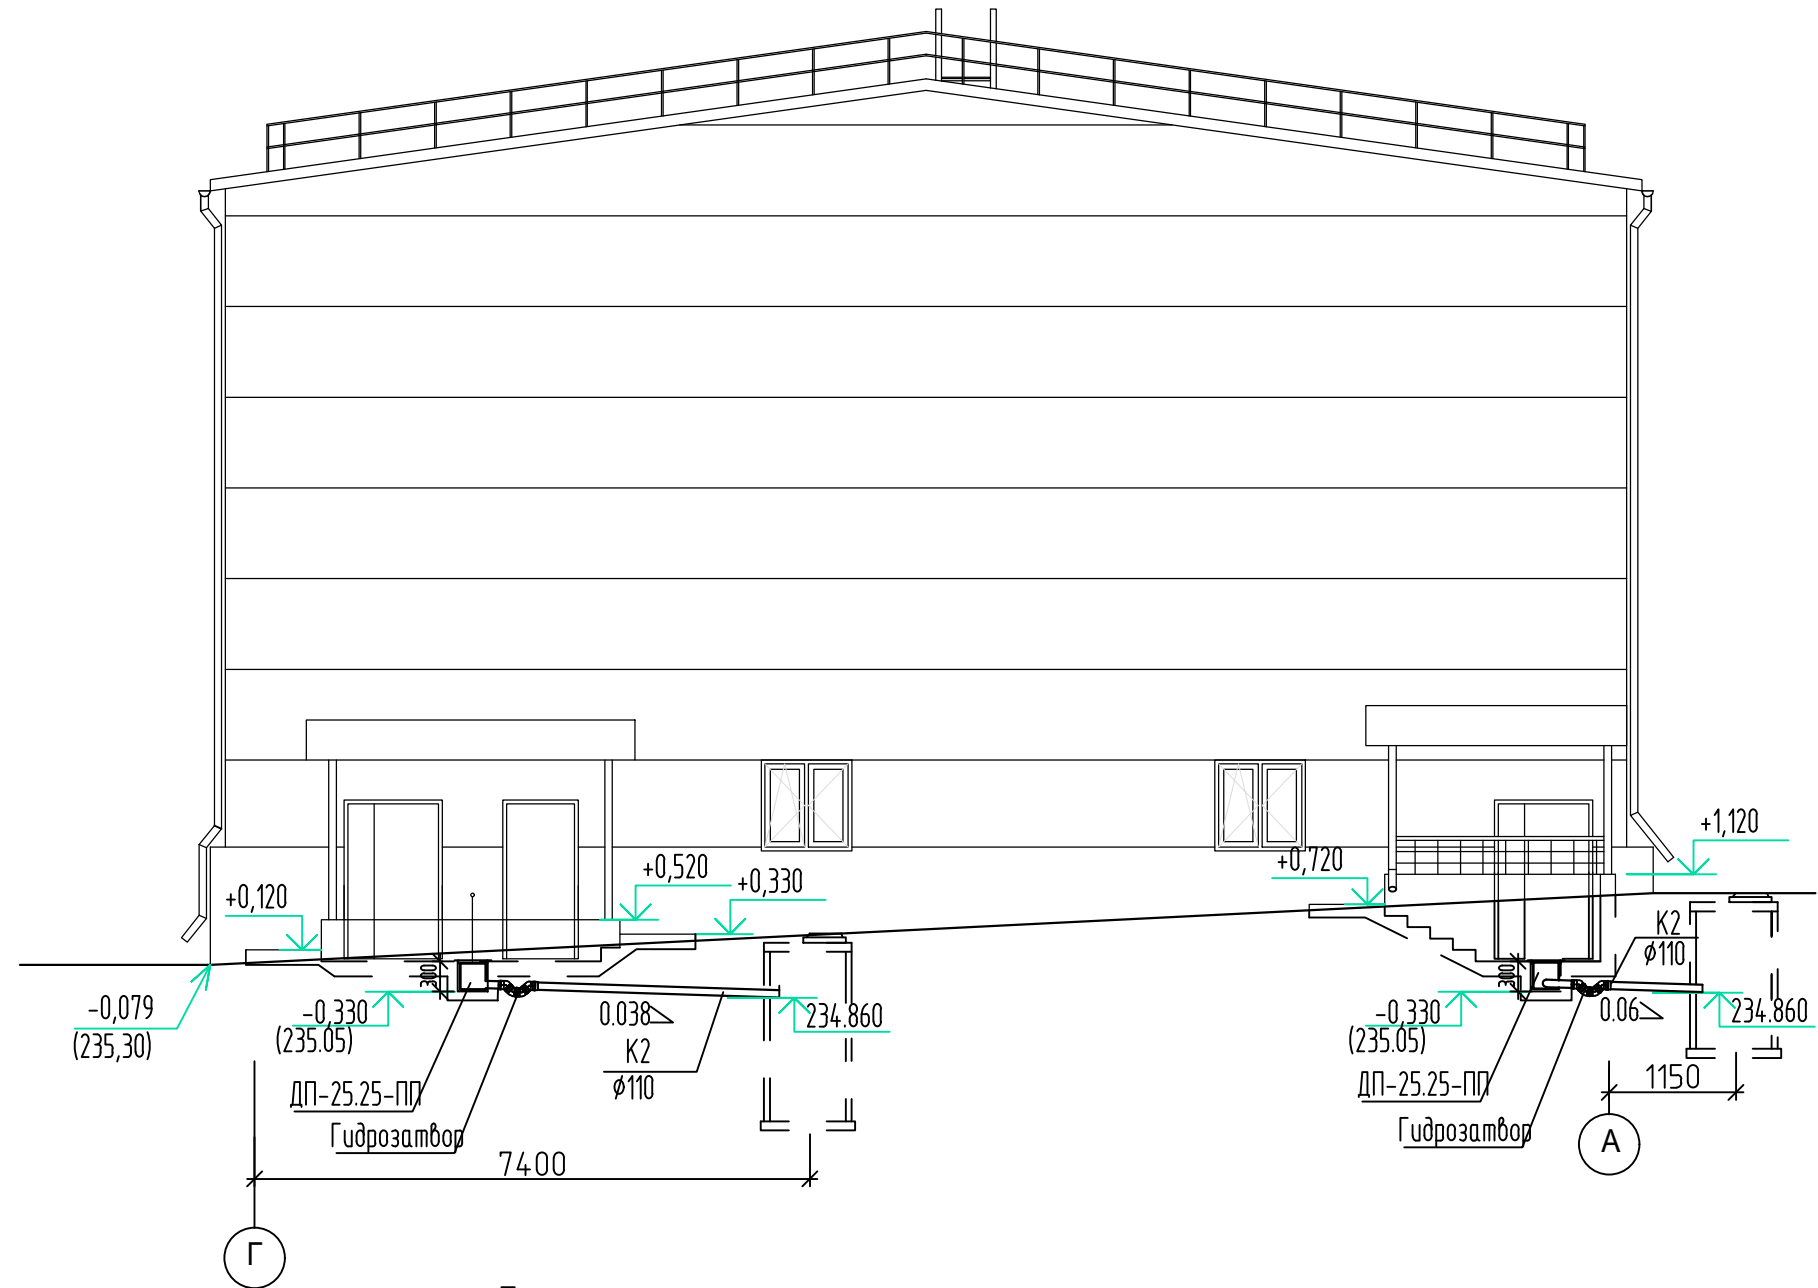 +1,120
+0,720
+0,520
+0,330
+0,120
К2
ϕ110
300
300
-0,079
(235,30)
-0,330
(235.05)
0.038
234.860
К2
ϕ110
-0,330
(235.05)
0.06
234.860
ДП-25.25-ПП
Гидрозатвор
ДП-25.25-ПП
Гидрозатвор
1150
А
7400
Г